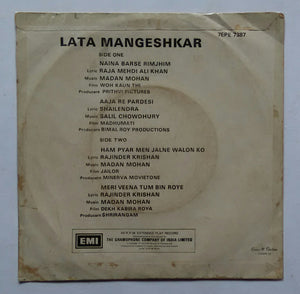 LATA MANGESHKAR
7EPE 7387
SIDE ONE
NAINA BARSE RIMJHIM
Lyric RAJA MEHDI ALI KHAN
Music MADAN MOHAN
Film WOH KAUN THI
Producers PRITHVI PICTURES
AAJA RE PARDESI
Lyric SHAILENDRA
Music SALIL CHOWDHURY
Film MADHUMATI
Producers BIMAL ROY PRODUCTIONS
SIDE TWO
HAM PYAR MEN JALNE WALON KO
Lyric RAJINDER KRISHAN
Music MADAN MOHAN
Film JAILOR
Producers MINERVA MOVIETONE
MERI VEENA TUM BIN ROYE
Lyric RAJINDER KRISHAN
Music MADAN MOHAN
Film DEKH KABIRA ROYA
Producers SHRIRANGAM
EMI
45 R.P.M. EXTENDED PLAY RECORD
THE GRAMOPHONE COMPANY OF INDIA LIMITED